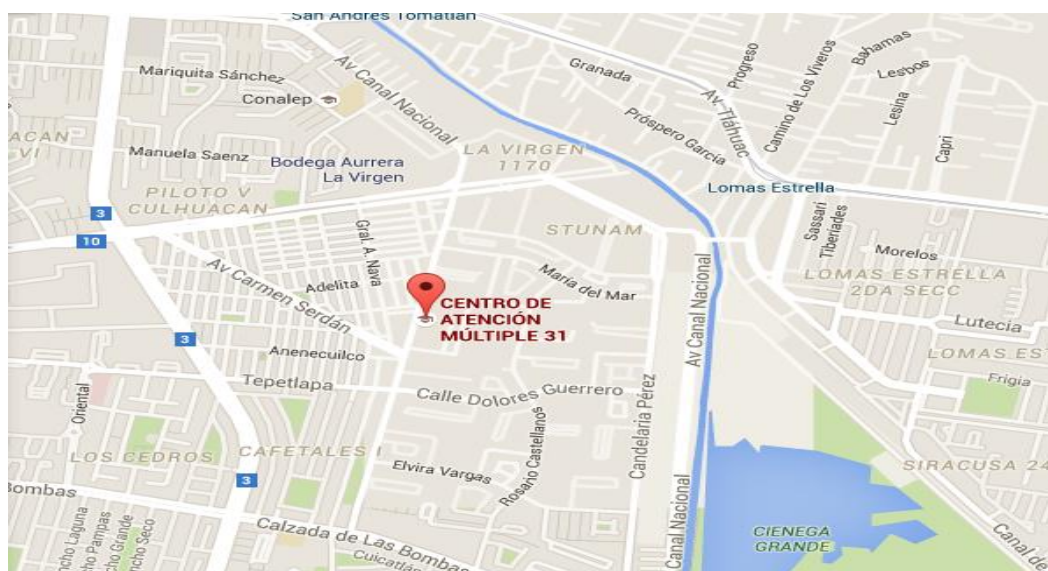 San Andrés Tomatlán
Mariquita Sánchez
Conalep
Av Canal Nacional
Granada
Progreso
Bahamas
Lesbos
Camino de Los Viveros
Lesina
Capri
Av Tláhuac
Próspero García
Manuela Saenz
Bodega Aurrera
La Virgen
LA VIRGEN
1170
Lomas Estrella
PILOTO V
CULHUACAN
3
10
Gral. A. Nava
STUNAM
Sassari
Tiberíades
Morelos
Av Carmen Serdán
Adelita
María del Mar
LOMAS ESTRELLA
2DA SECC
CENTRO DE
ATENCIÓN
MÚLTIPLE 31
Av Canal Nacional
Lutecia
3
Anenecuilco
LOMAS EST
Tepetlapa
Calle Dolores Guerrero
Frigia
Oriental
Candelaria Pérez
LOS CEDROS
CAFETALES I
Elvira Vargas
Rosario Castellanos
SIRACUSA 24
3
Bombas
Calzada de Las Bombas
Canal Nacional
CIENEGA
GRANDE
Canal de